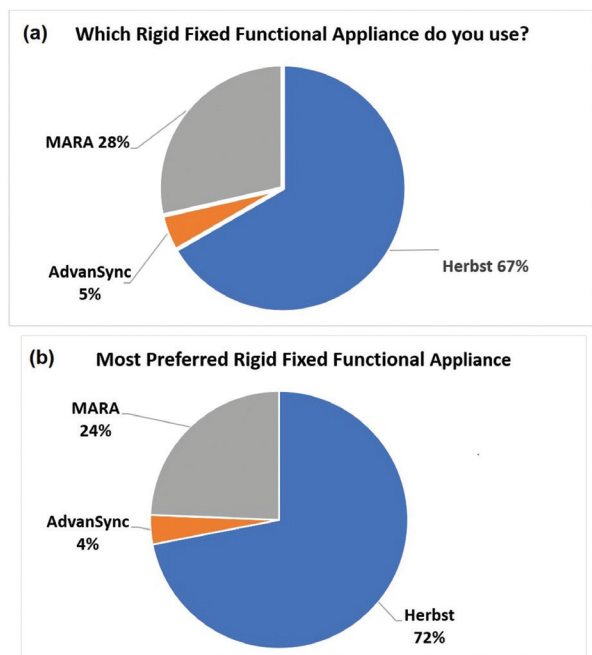 (a) Which Rigid Fixed Functional Appliance do you use?
MARA 28%
AdvanSync
5%
Herbst 67%
(b) Most Preferred Rigid Fixed Functional Appliance
MARA
24%
AdvanSync
4%
Herbst
72%